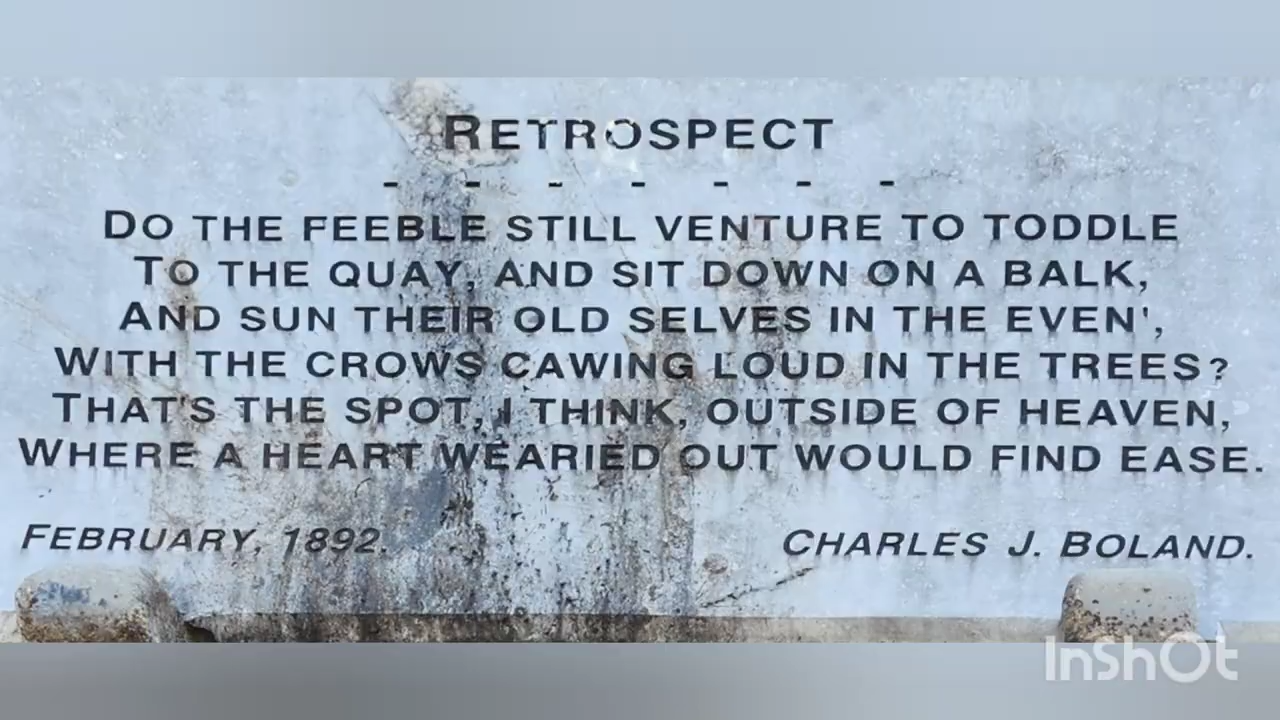 RETROSPECT
- - - - - - -
DO THE FEEBLE STILL VENTURE TO TODDLE
TO THE QUAY, AND SIT DOWN ON A BALK,
AND SUN THEIR OLD SELVES IN THE EVEN',
WITH THE CROWS CAWING LOUD IN THE TREES?
THAT'S THE SPOT, I THINK, OUTSIDE OF HEAVEN,
WHERE A HEART WEARIED OUT WOULD FIND EASE.
FEBRUARY, 1892. CHARLES J. BOLAND.
InShOt